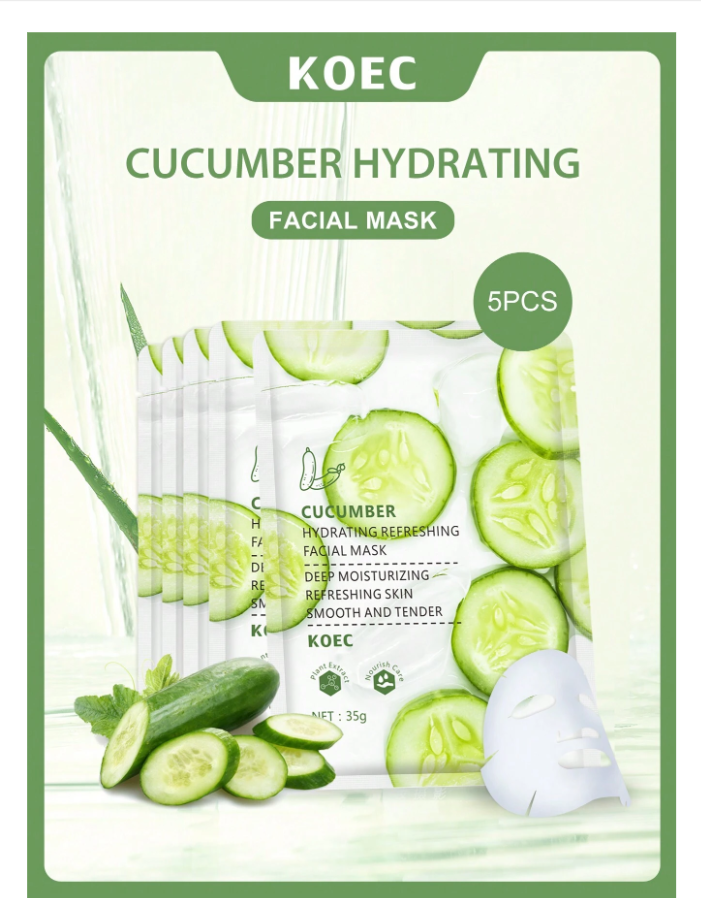 KOEC
CUCUMBER HYDRATING
FACIAL MASK
5PCS
CUCUMBER
HYDRATING REFRESHING
FACIAL MASK
DEEP MOISTURIZING
REFRESHING SKIN
SMOOTH AND TENDER
KOEC
Plant Extract
Nourish Care
NET : 35g